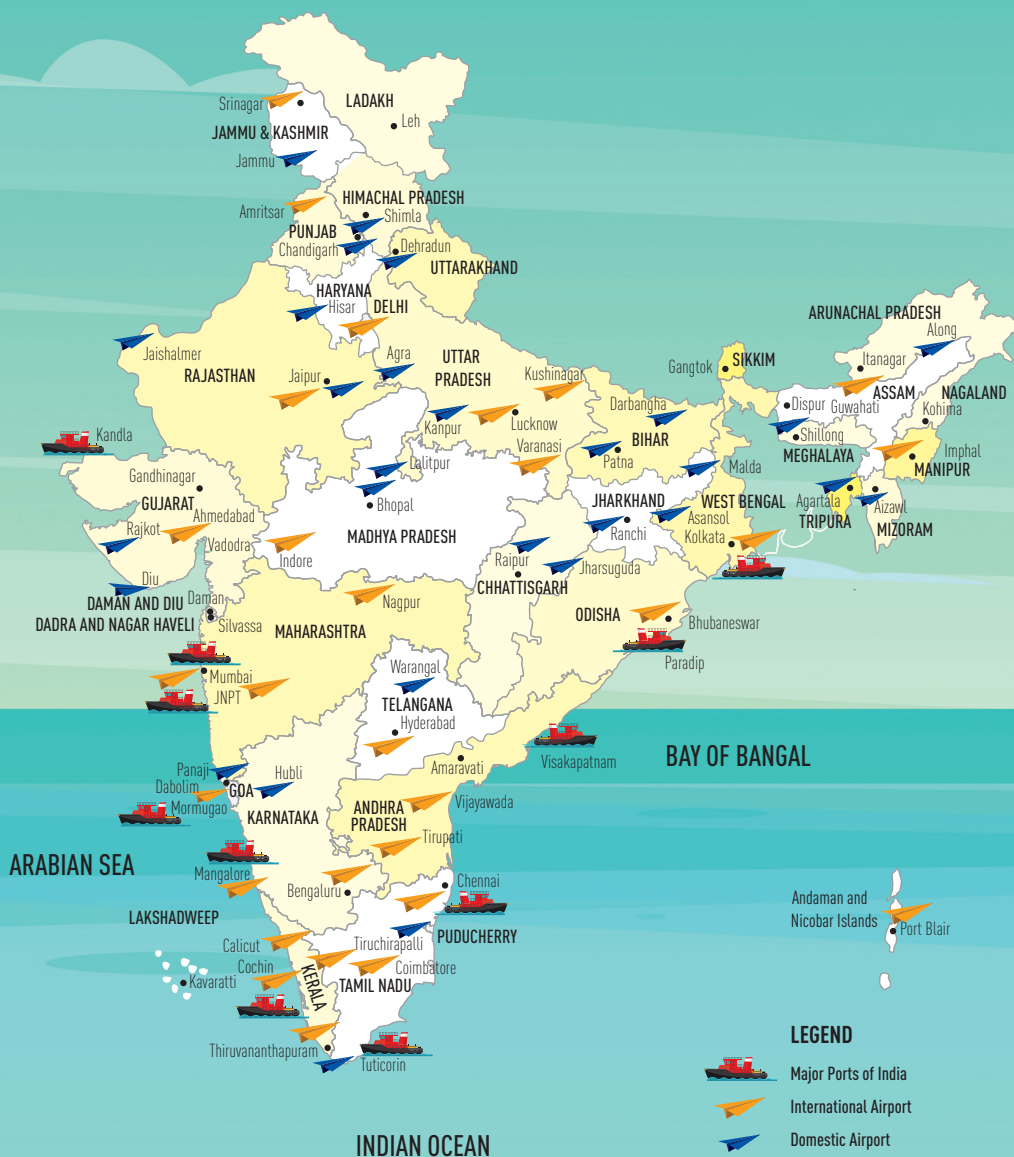 LADAKH
Srinagar
Leh
JAMMU & KASHMIR
Jammu
HIMACHAL PRADESH
Amritsar
Shimla
PUNJAB
Chandigarh
Dehradun
UTTARAKHAND
HARYANA
Hisar
DELHI
ARUNACHAL PRADESH
Along
Jaishalmer
Agra
UTTAR
PRADESH
RAJASTHAN
Jaipur
Kushinagar
Gangtok
SIKKIM
Itanagar
ASSAM
NAGALAND
Darbangha
Dispur
Guwahati
Kohima
Kanpur
Lucknow
Kandla
BIHAR
Shillong
Varanasi
Patna
MEGHALAYA
Imphal
MANIPUR
Lalitpur
Malda
Gandhinagar
GUJARAT
Bhopal
JHARKHAND
WEST BENGAL
Agartala
Aizawl
Ahmedabad
Asansol
TRIPURA
MIZORAM
Rajkot
Ranchi
Kolkata
MADHYA PRADESH
Vadodra
Indore
Raipur
Jharsuguda
Diu
CHHATTISGARH
DAMAN AND DIU
Daman
Nagpur
DADRA AND NAGAR HAVELI
Silvassa
MAHARASHTRA
ODISHA
Bhubaneswar
Paradip
Mumbai
JNPT
Warangal
TELANGANA
Hyderabad
Visakapatnam
BAY OF BANGAL
Amaravati
Panaji
Hubli
Dabolim
GOA
Mormugao
KARNATAKA
ANDHRA
PRADESH
Vijayawada
Tirupati
ARABIAN SEA
Mangalore
Bengaluru
Chennai
LAKSHADWEEP
Andaman and
Nicobar Islands
Port Blair
PUDUCHERRY
Calicut
Tiruchirapalli
Cochin
Coimbatore
Kavaratti
KERALA
TAMIL NADU
Thiruvananthapuram
Tuticorin
LEGEND
Major Ports of India
International Airport
Domestic Airport
INDIAN OCEAN